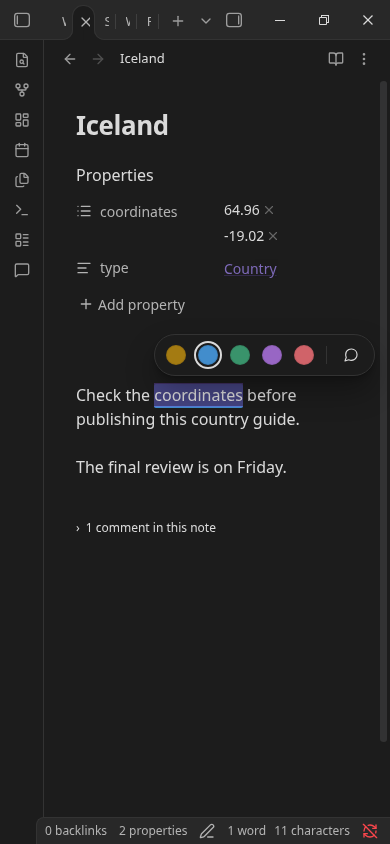 Iceland
Iceland
Properties
coordinates
64.96
-19.02
type
Country
Add property
Check the coordinates before
publishing this country guide.
The final review is on Friday.
1 comment in this note
0 backlinks 2 properties 1 word 11 characters